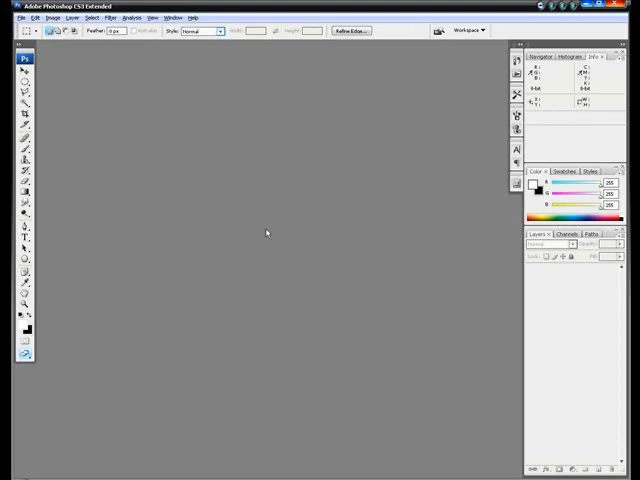 Adobe Photoshop CS3 Extended
File Edit Image Layer Select Filter Analysis View Window Help
Feather: 0 px Anti-alias Style: Normal Width: Height: Refine Edge... Workspace
Ps
Navigator Histogram Info ×
R: C:
G: M:
B: Y:
K:
8-bit 8-bit
X: W:
Y: H:
Color × Swatches Styles
R 255
G 255
B 255
Layers × Channels Paths
Normal Opacity:
Lock: Fill: